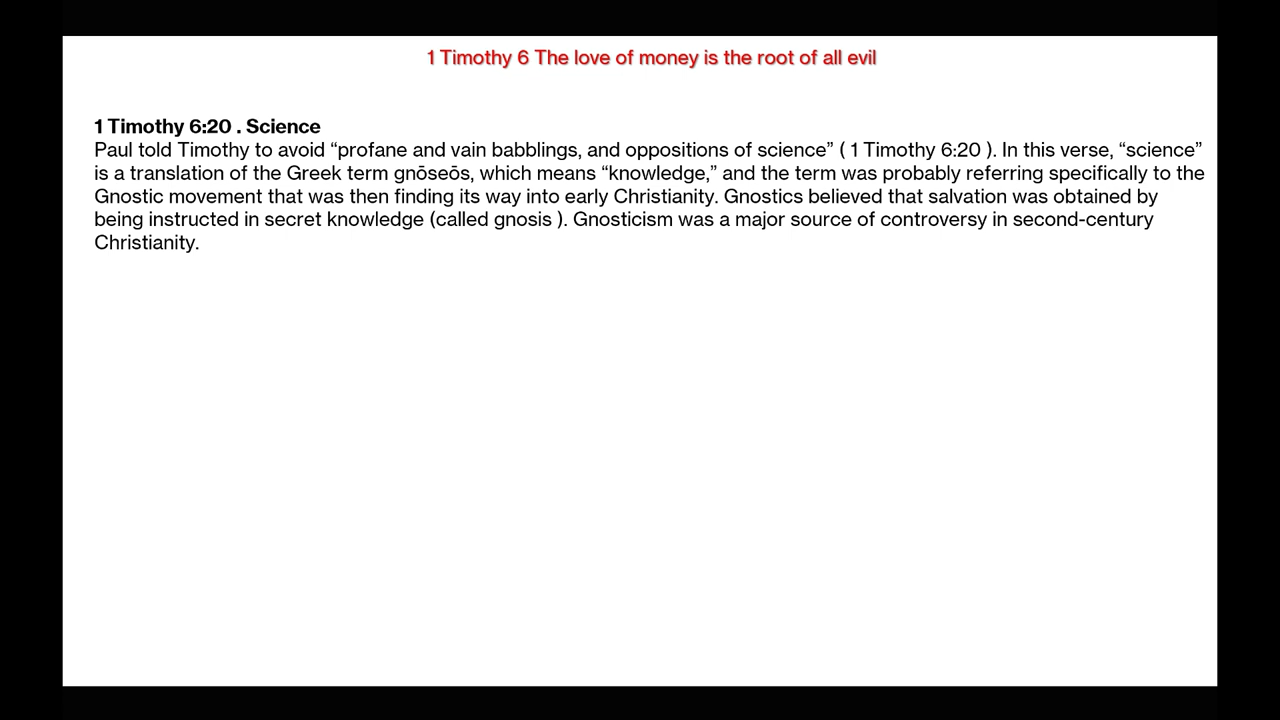 1 Timothy 6 The love of money is the root of all evil
1 Timothy 6:20 . Science
Paul told Timothy to avoid “profane and vain babblings, and oppositions of science” ( 1 Timothy 6:20 ). In this verse, “science”
is a translation of the Greek term gnōseōs, which means “knowledge,” and the term was probably referring specifically to the
Gnostic movement that was then finding its way into early Christianity. Gnostics believed that salvation was obtained by
being instructed in secret knowledge (called gnosis ). Gnosticism was a major source of controversy in second-century
Christianity.